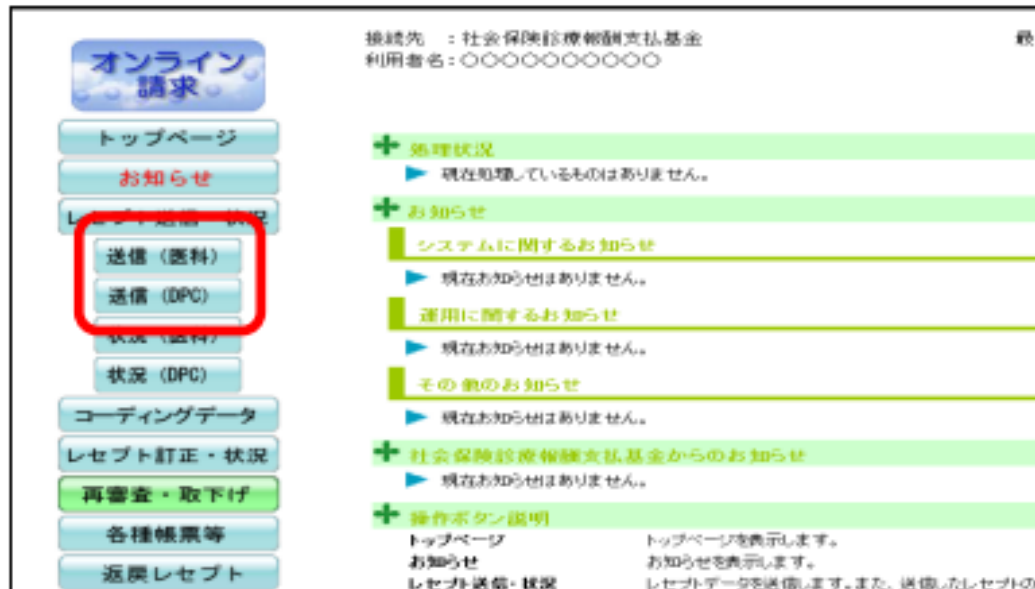 オンライン
請求
トップページ
お知らせ
レセプト送信・状況
送信（医科）
送信（DPC）
状況（医科）
状況（DPC）
コーディングデータ
レセプト訂正・状況
再審査・取下げ
各種帳票等
返戻レセプト
接続先　：社会保険診療報酬支払基金
利用者名：○○○○○○○○○○
最
処理状況
現在処理しているものはありません。
お知らせ
システムに関するお知らせ
現在お知らせはありません。
運用に関するお知らせ
現在お知らせはありません。
その他のお知らせ
現在お知らせはありません。
社会保険診療報酬支払基金からのお知らせ
現在お知らせはありません。
操作ボタン説明
トップページ　トップページを表示します。
お知らせ　お知らせを表示します。
レセプト送信・状況　レセプトデータを送信します。また、送信したレセプトの